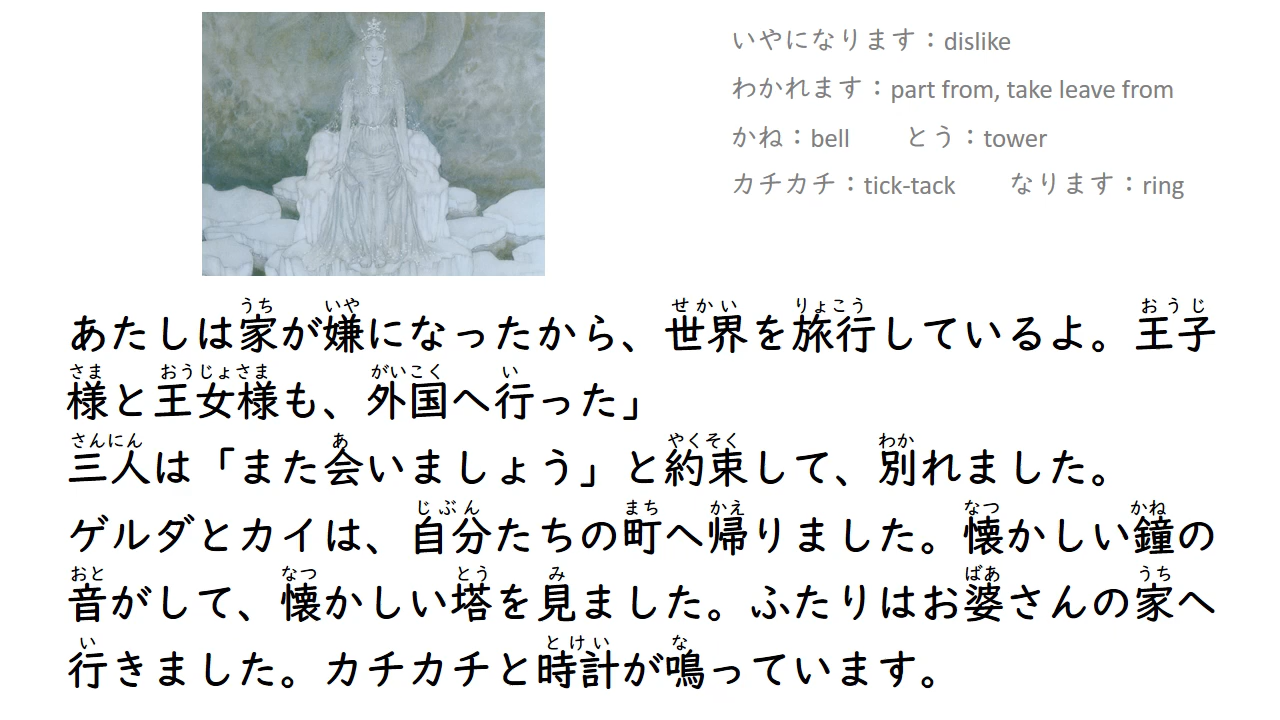 いやになります：dislike
わかれます：part from, take leave from
かね：bell　とう：tower
カチカチ：tick-tack　なります：ring
あたしは家が嫌になったから、世界を旅行しているよ。王子
様と王女様も、外国へ行った」
三人は「また会いましょう」と約束して、別れました。
ゲルダとカイは、自分たちの町へ帰りました。懐かしい鐘の
音がして、懐かしい塔を見ました。ふたりはお婆さんの家へ
行きました。カチカチと時計が鳴っています。